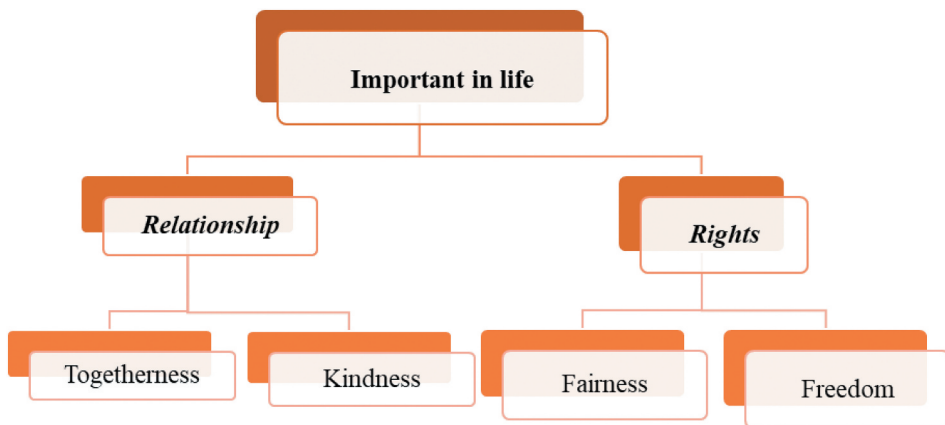 Important in life
Relationship
Rights
Togetherness
Kindness
Fairness
Freedom